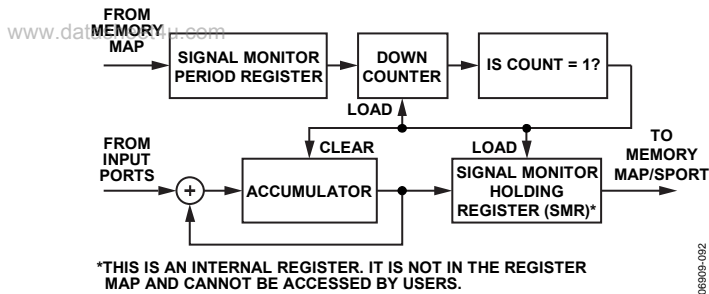 FROM
MEMORY
MAP
www.datasheet4u.com
SIGNAL MONITOR
PERIOD REGISTER
DOWN
COUNTER
IS COUNT = 1?
LOAD
FROM
INPUT
PORTS
CLEAR
LOAD
TO
MEMORY
MAP/SPORT
+
ACCUMULATOR
SIGNAL MONITOR
HOLDING
REGISTER (SMR)*
*THIS IS AN INTERNAL REGISTER. IT IS NOT IN THE REGISTER
MAP AND CANNOT BE ACCESSED BY USERS.
06909-092